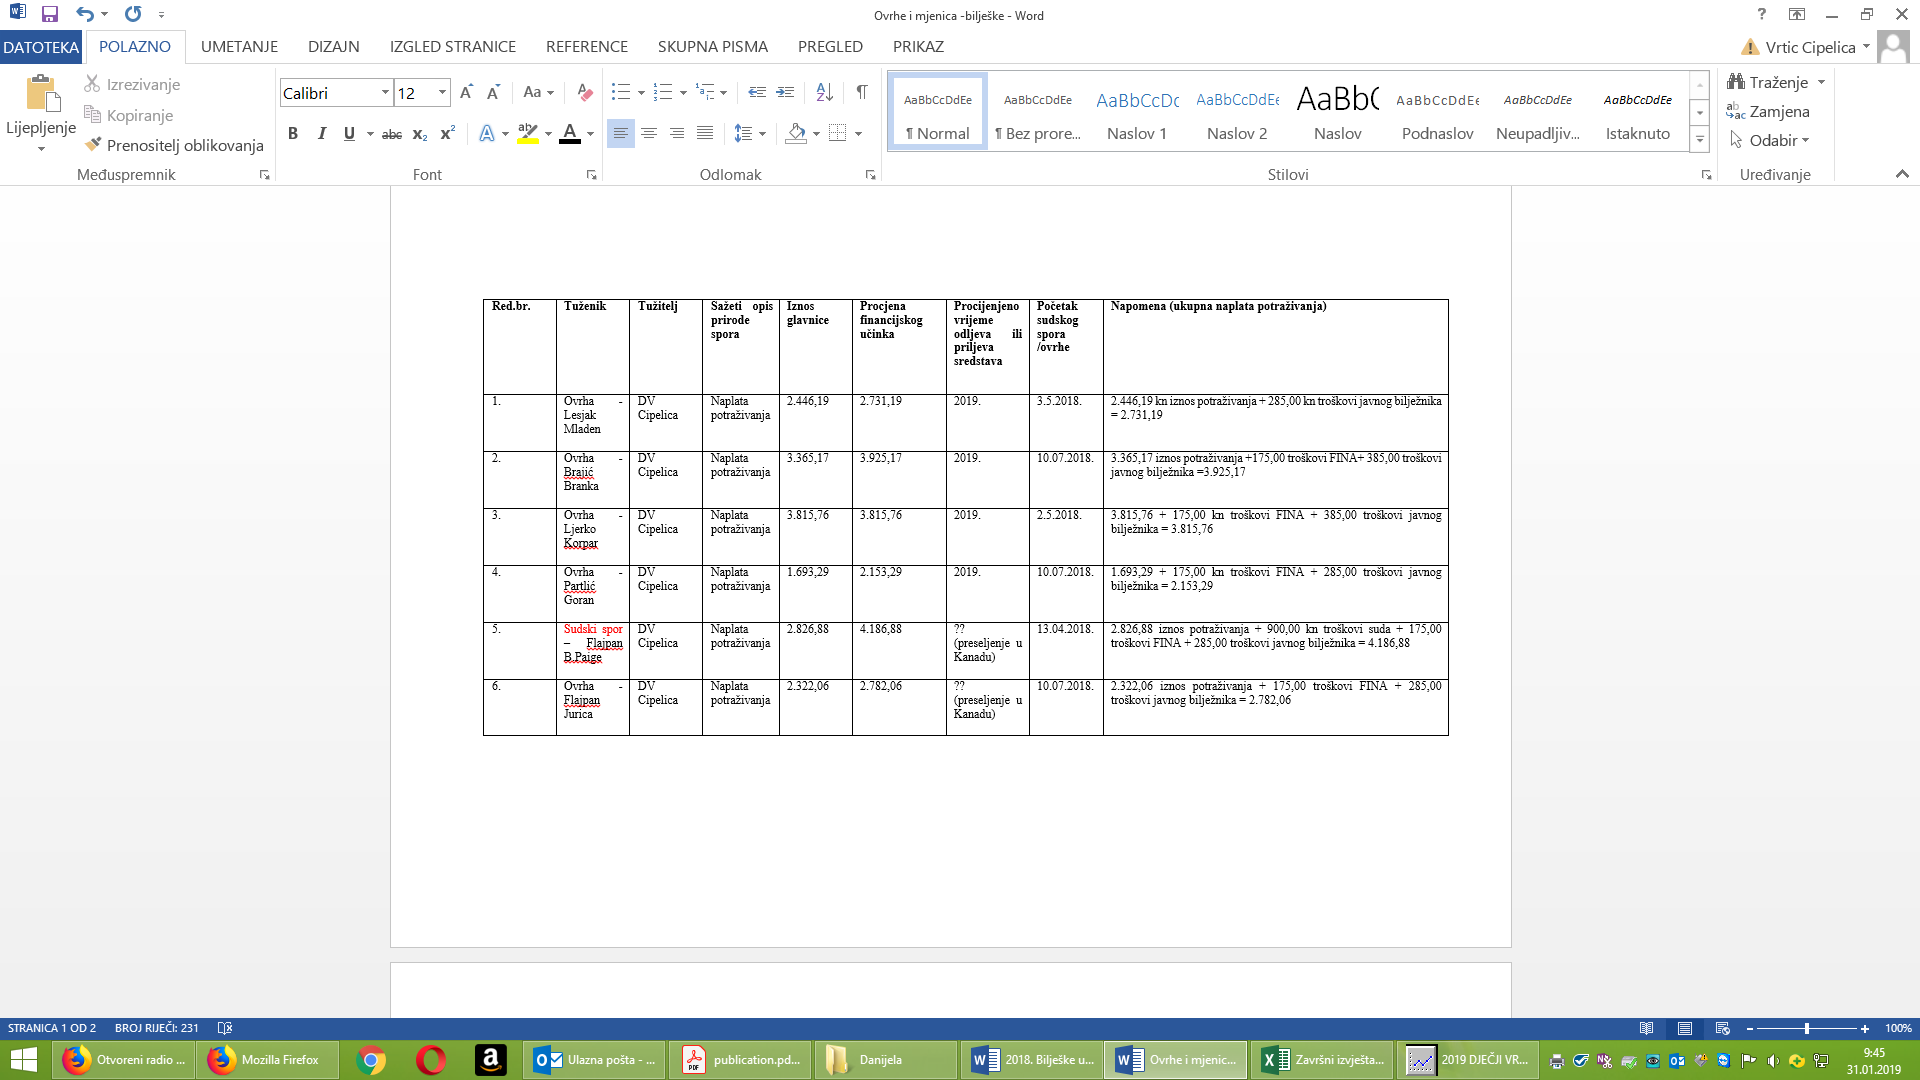 Ovrhe i mjenica -bilješke - Word
DATOTEKA POLAZNO UMETANJE DIZAJN IZGLED STRANICE REFERENCE SKUPNA PISMA PREGLED PRIKAZ Vrtic Cipelica
Lijepljenje
Izrezivanje
Kopiranje
Prenositelj oblikovanja
Međuspremnik
Calibri 12
Font
Odlomak
AaBbCcDdEe AaBbCcDdEe AaBbCcDc AaBbCcDdEe AaBbC AaBbCcDdEe AaBbCcDdEe AaBbCcDdEe
¶ Normal ¶ Bez prore... Naslov 1 Naslov 2 Naslov Podnaslov Neupadljiv... Istaknuto
Stilovi
Traženje
Zamjena
Odabir
Uređivanje
Red.br.
Tuženik
Tužitelj
Sažeti opis
prirode
spora
Iznos
glavnice
Procjena
financijskog
učinka
Procijenjeno
vrijeme
odljeva ili
priljeva
sredstava
Početak
sudskog
spora
/ovrhe
Napomena (ukupna naplata potraživanja)
1.
Ovrha -
Lesjak
Mladen
DV
Cipelica
Naplata
potraživanja
2.446,19
2.731,19
2019.
3.5.2018.
2.446,19 kn iznos potraživanja + 285,00 kn troškovi javnog bilježnika
= 2.731,19
2.
Ovrha -
Brajić
Branka
DV
Cipelica
Naplata
potraživanja
3.365,17
3.925,17
2019.
10.07.2018.
3.365,17 iznos potraživanja +175,00 troškovi FINA+ 385,00 troškovi
javnog bilježnika =3.925,17
3.
Ovrha -
Ljerko
Korpar
DV
Cipelica
Naplata
potraživanja
3.815,76
3.815,76
2019.
2.5.2018.
3.815,76 + 175,00 kn troškovi FINA + 385,00 troškovi javnog
bilježnika = 3.815,76
4.
Ovrha -
Partlić
Goran
DV
Cipelica
Naplata
potraživanja
1.693,29
2.153,29
2019.
10.07.2018.
1.693,29 + 175,00 kn troškovi FINA + 285,00 troškovi javnog
bilježnika = 2.153,29
5.
Sudski spor
– Flajpan
B.Paige
DV
Cipelica
Naplata
potraživanja
2.826,88
4.186,88
??
(preseljenje u
Kanadu)
13.04.2018.
2.826,88 iznos potraživanja + 900,00 kn troškovi suda + 175,00
troškovi FINA + 285,00 troškovi javnog bilježnika = 4.186,88
6.
Ovrha -
Flajpan
Jurica
DV
Cipelica
Naplata
potraživanja
2.322,06
2.782,06
??
(preseljenje u
Kanadu)
10.07.2018.
2.322,06 iznos potraživanja + 175,00 troškovi FINA + 285,00
troškovi javnog bilježnika = 2.782,06
STRANICA 1 OD 2 BROJ RIJEČI: 231 100%
Otvoreni radio ... Mozilla Firefox Ulazna pošta - ... publication.pd... Danijela 2018. Bilješke u... Ovrhe i mjenic... Završni izvješta... 2019 DJEČJI VR...
9:45
31.01.2019